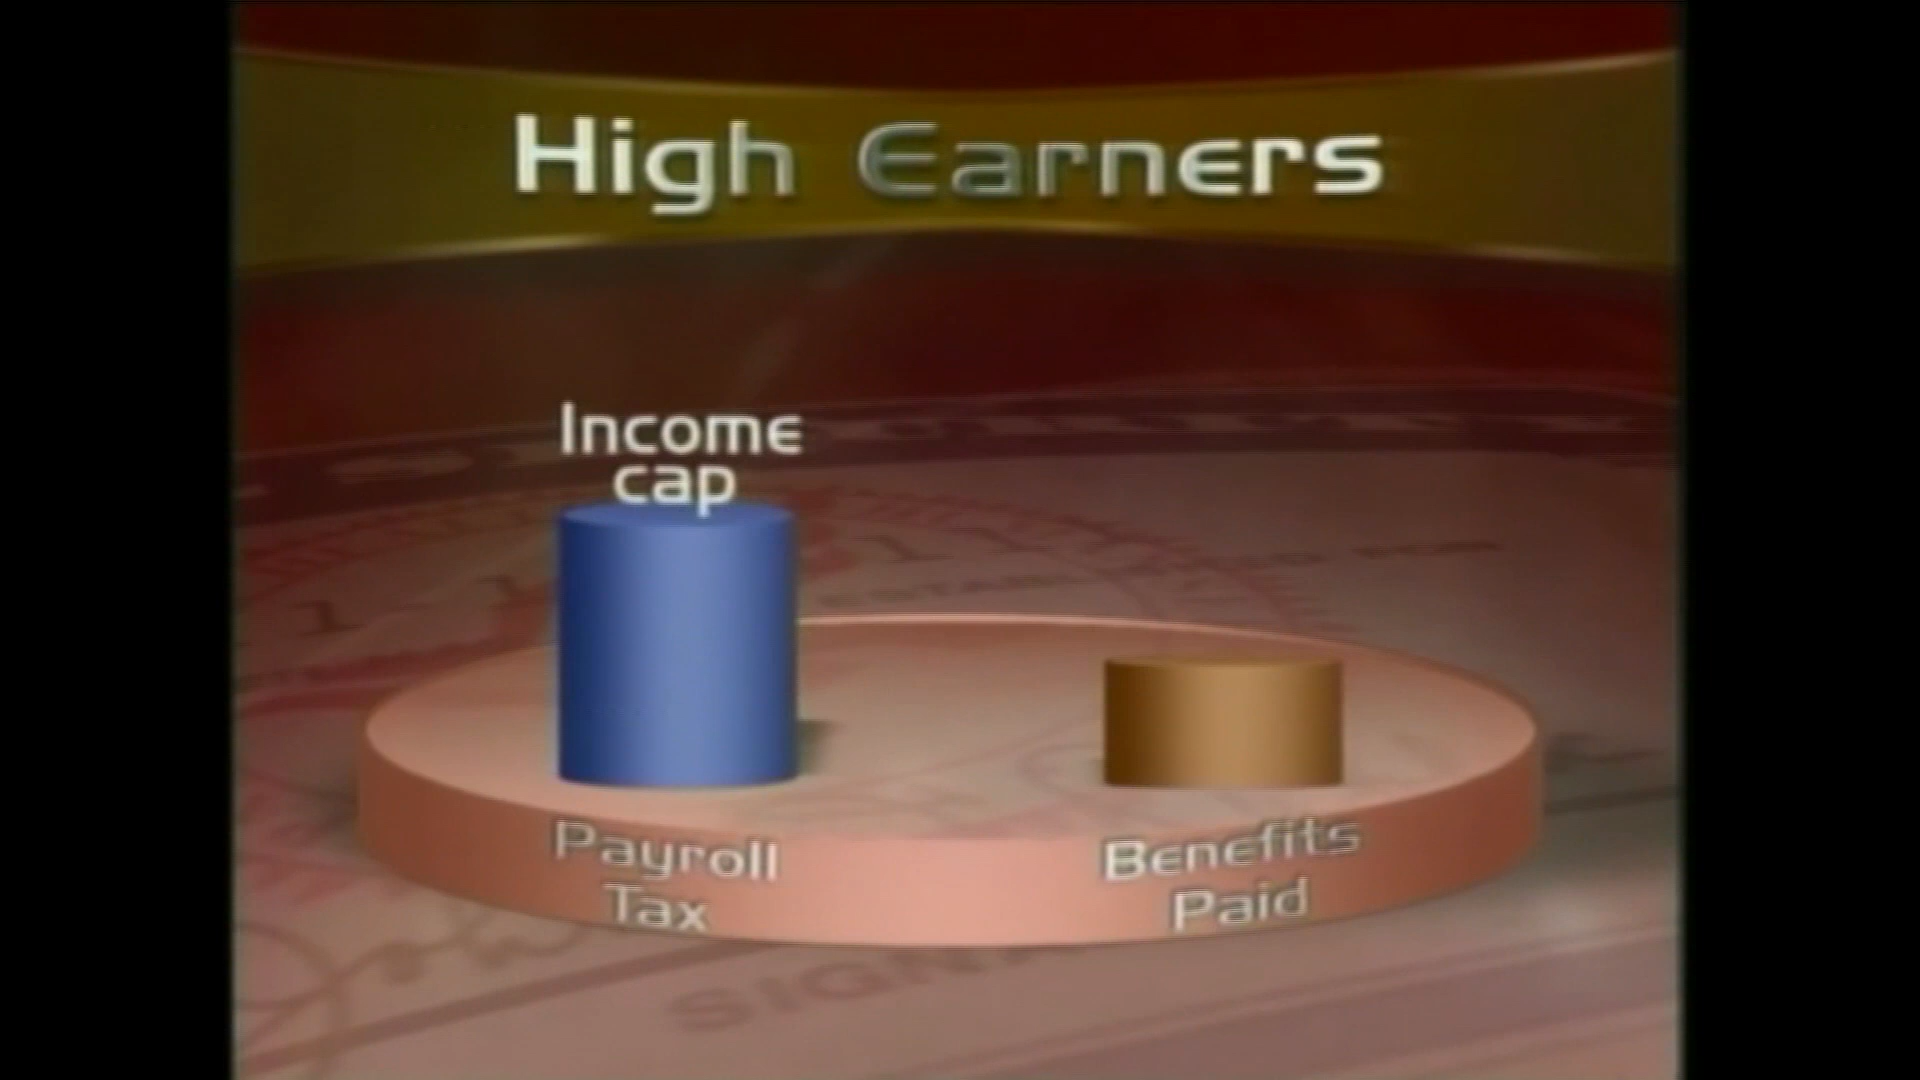 High Earners
Income
cap
Payroll
Tax
Benefits
Paid